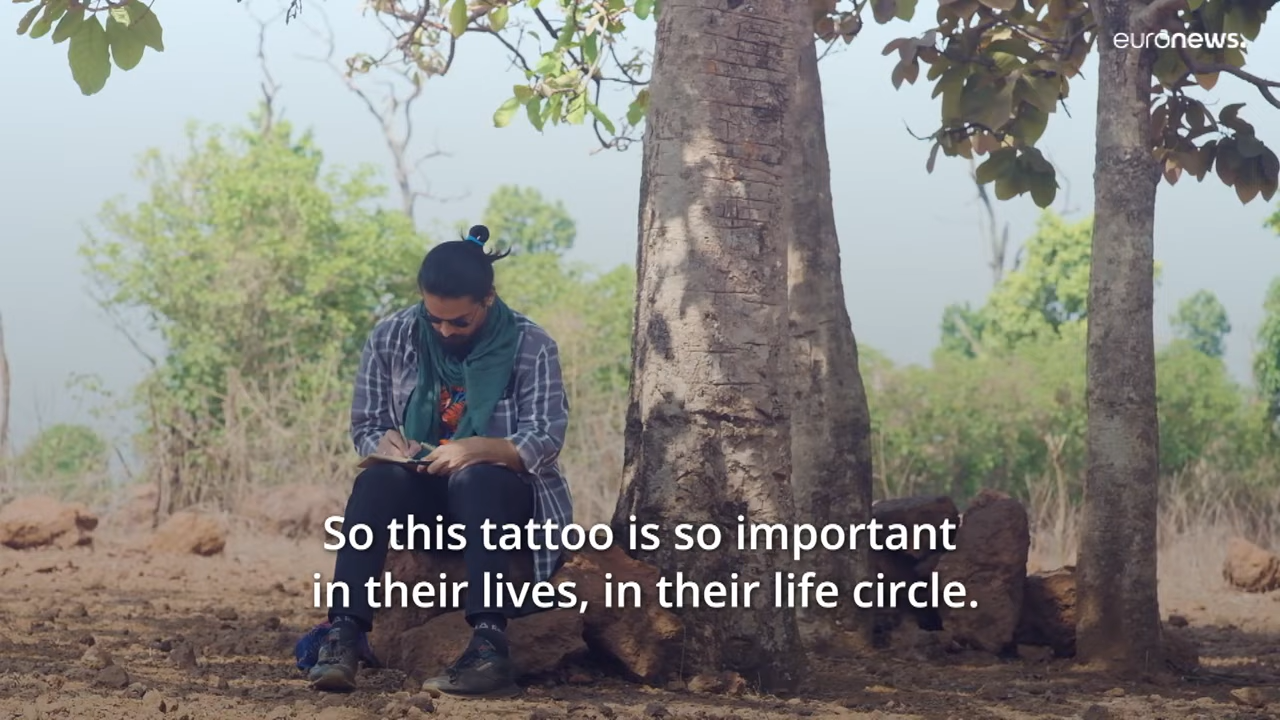 euronews.
So this tattoo is so important
in their lives, in their life circle.